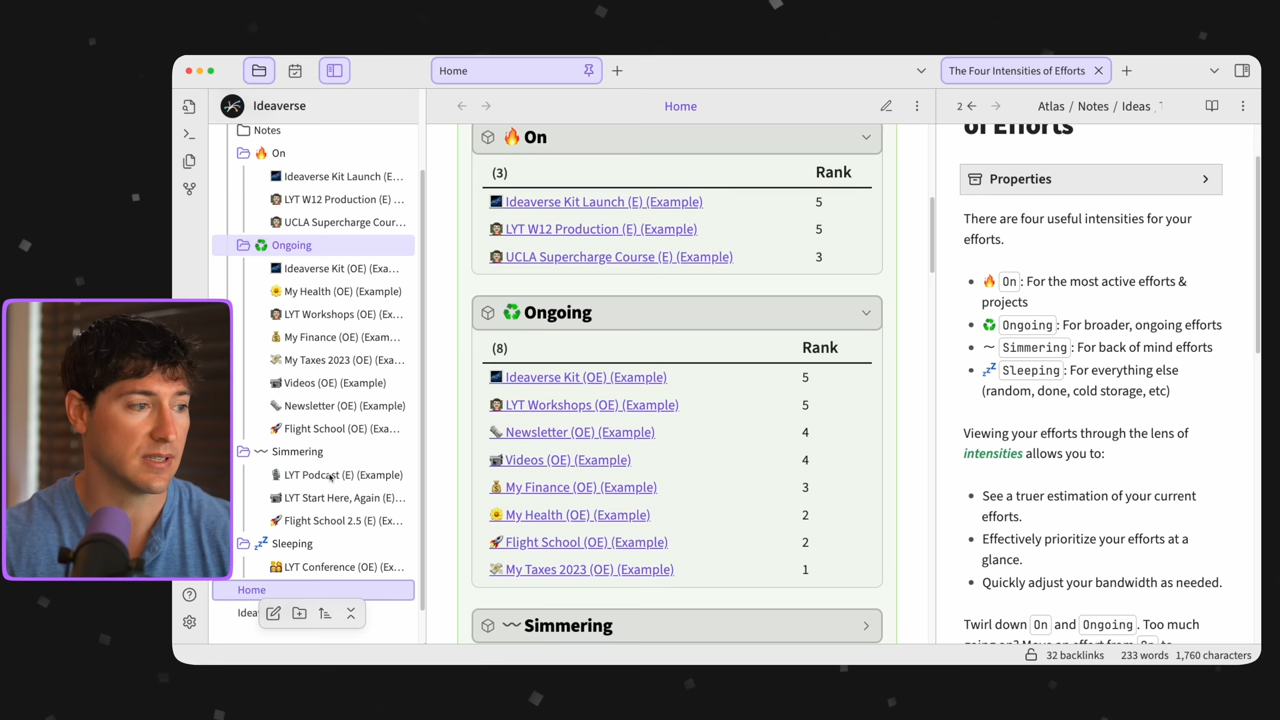 Home
The Four Intensities of Efforts
Ideaverse
Notes
🔥 On
Ideaverse Kit Launch (E...
LYT W12 Production (E) ...
UCLA Supercharge Cour...
♻️ Ongoing
Ideaverse Kit (OE) (Exa...
My Health (OE) (Example)
LYT Workshops (OE) (Ex...
My Finance (OE) (Exam...
My Taxes 2023 (OE) (Exa...
Videos (OE) (Example)
Newsletter (OE) (Example)
Flight School (OE) (Exa...
〰️ Simmering
LYT Podcast (E) (Example)
LYT Start Here, Again (E)...
Flight School 2.5 (E) (Ex...
💤 Sleeping
LYT Conference (OE) (Ex...
Home
Home
🔥 On
(3) Rank
Ideaverse Kit Launch (E) (Example) 5
LYT W12 Production (E) (Example) 5
UCLA Supercharge Course (E) (Example) 3
♻️ Ongoing
(8) Rank
Ideaverse Kit (OE) (Example) 5
LYT Workshops (OE) (Example) 5
Newsletter (OE) (Example) 4
Videos (OE) (Example) 4
My Finance (OE) (Example) 3
My Health (OE) (Example) 2
Flight School (OE) (Example) 2
My Taxes 2023 (OE) (Example) 1
〰️ Simmering
2
Atlas / Notes / Ideas
of Efforts
Properties
There are four useful intensities for your
efforts.
• 🔥 On: For the most active efforts &
projects
• ♻️ Ongoing: For broader, ongoing efforts
• 〰️ Simmering: For back of mind efforts
• 💤 Sleeping: For everything else
(random, done, cold storage, etc)
Viewing your efforts through the lens of
intensities allows you to:
• See a truer estimation of your current
efforts.
• Effectively prioritize your efforts at a
glance.
• Quickly adjust your bandwidth as needed.
Twirl down On and Ongoing. Too much
32 backlinks 233 words 1,760 characters